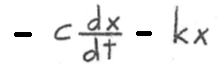 - c dx/dt - kx